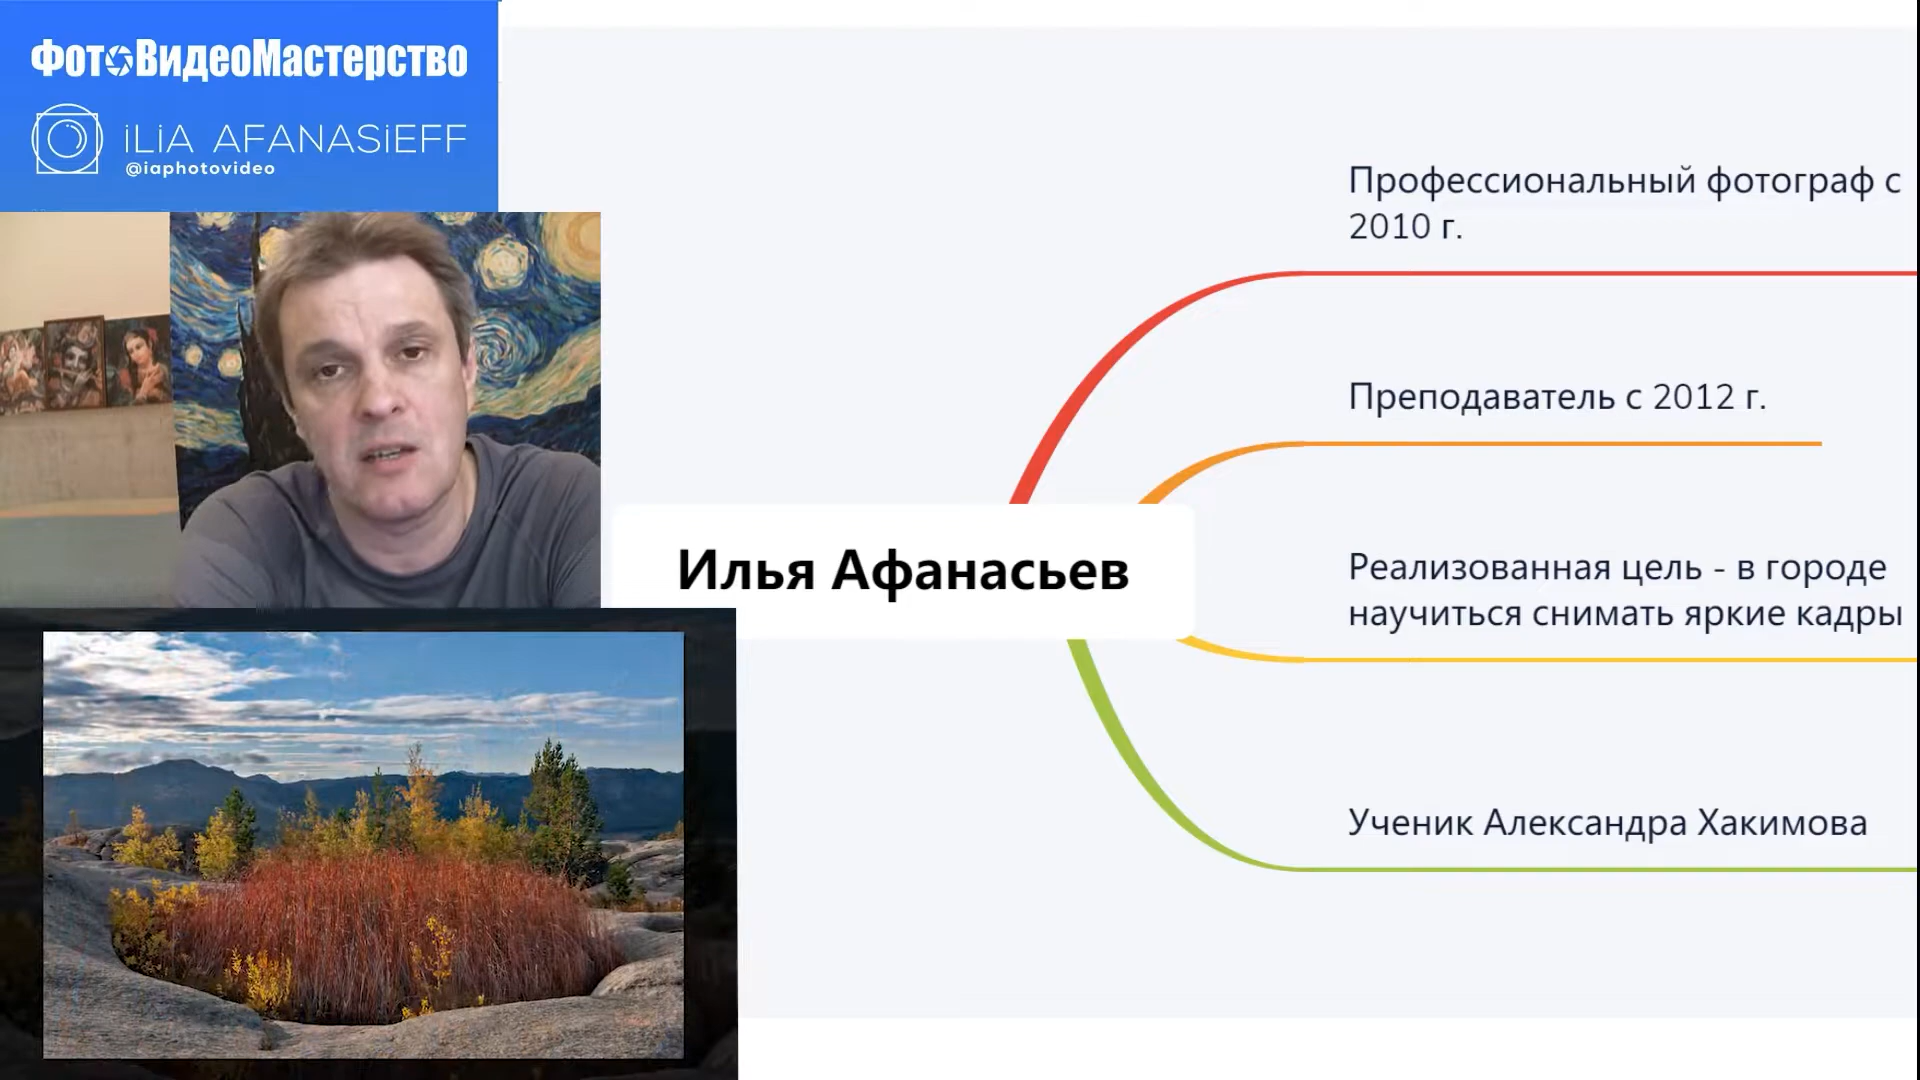 ФотоВидеоМастерство
iLiA AFANASiEFF
@iaphotovideo
Профессиональный фотограф с
2010 г.
Преподаватель с 2012 г.
Илья Афанасьев
Реализованная цель - в городе
научиться снимать яркие кадры
Ученик Александра Хакимова